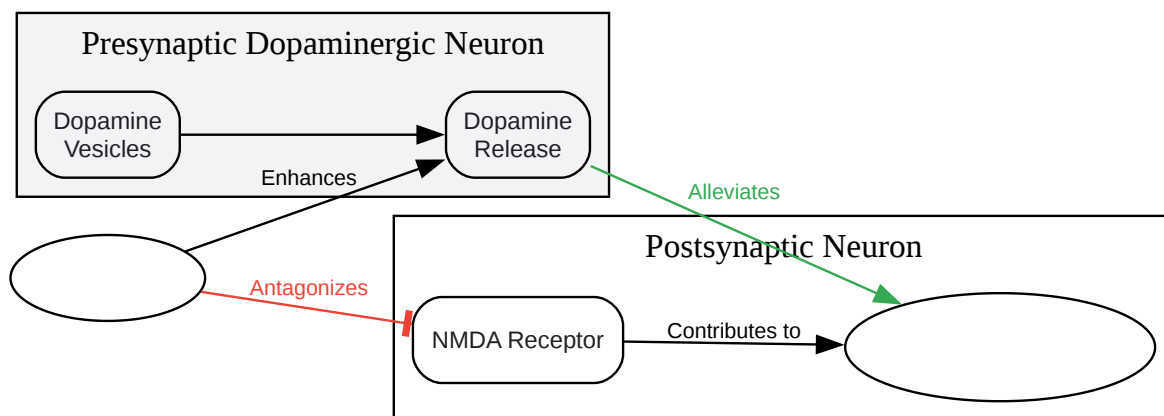 Presynaptic Dopaminergic Neuron
Dopamine
Vesicles
Dopamine
Release
Enhances
Alleviates
Postsynaptic Neuron
Antagonizes
NMDA Receptor
Contributes to